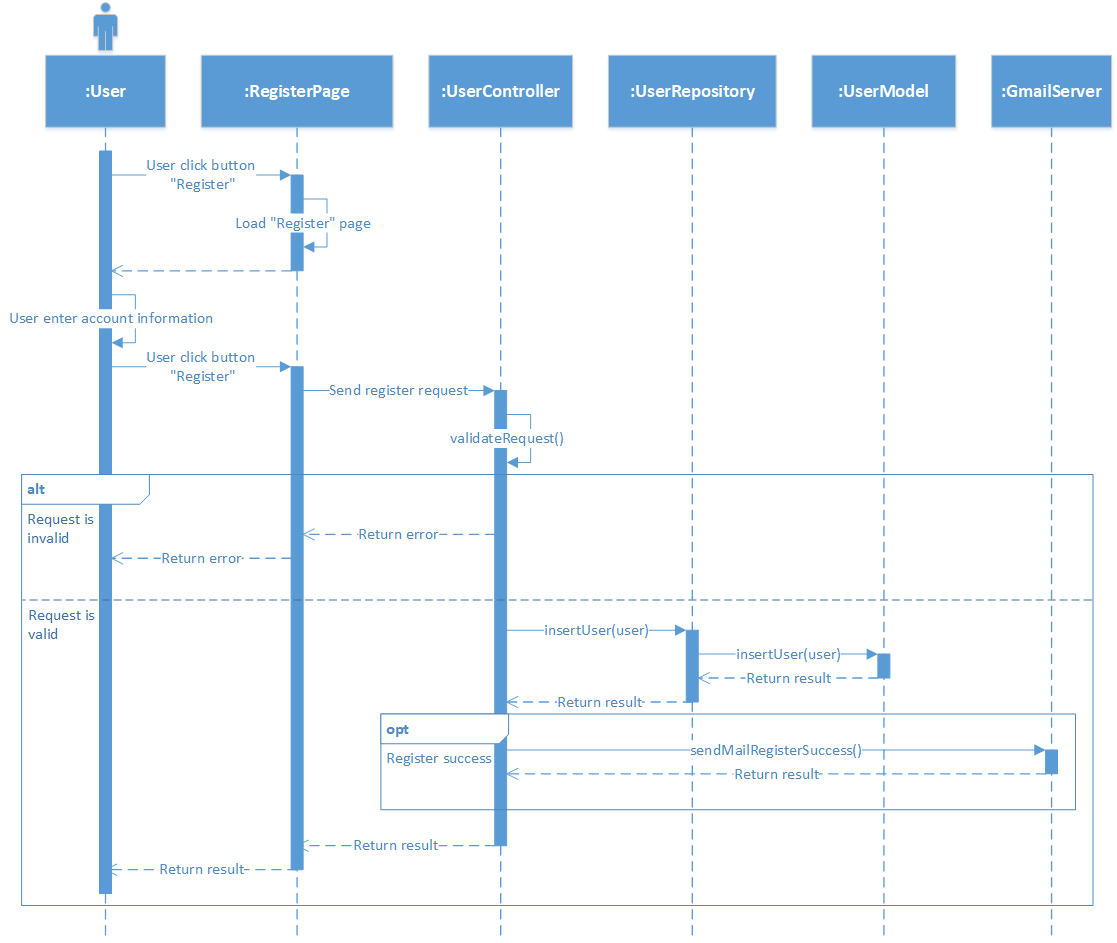 :User
:RegisterPage
:UserController
:UserRepository
:UserModel
:GmailServer
User click button
"Register"
Load "Register" page
User enter account information
User click button
"Register"
Send register request
validateRequest()
alt
Request is
invalid
Return error
Return error
Request is
valid
insertUser(user)
insertUser(user)
Return result
Return result
opt
Register success
sendMailRegisterSuccess()
Return result
Return result
Return result